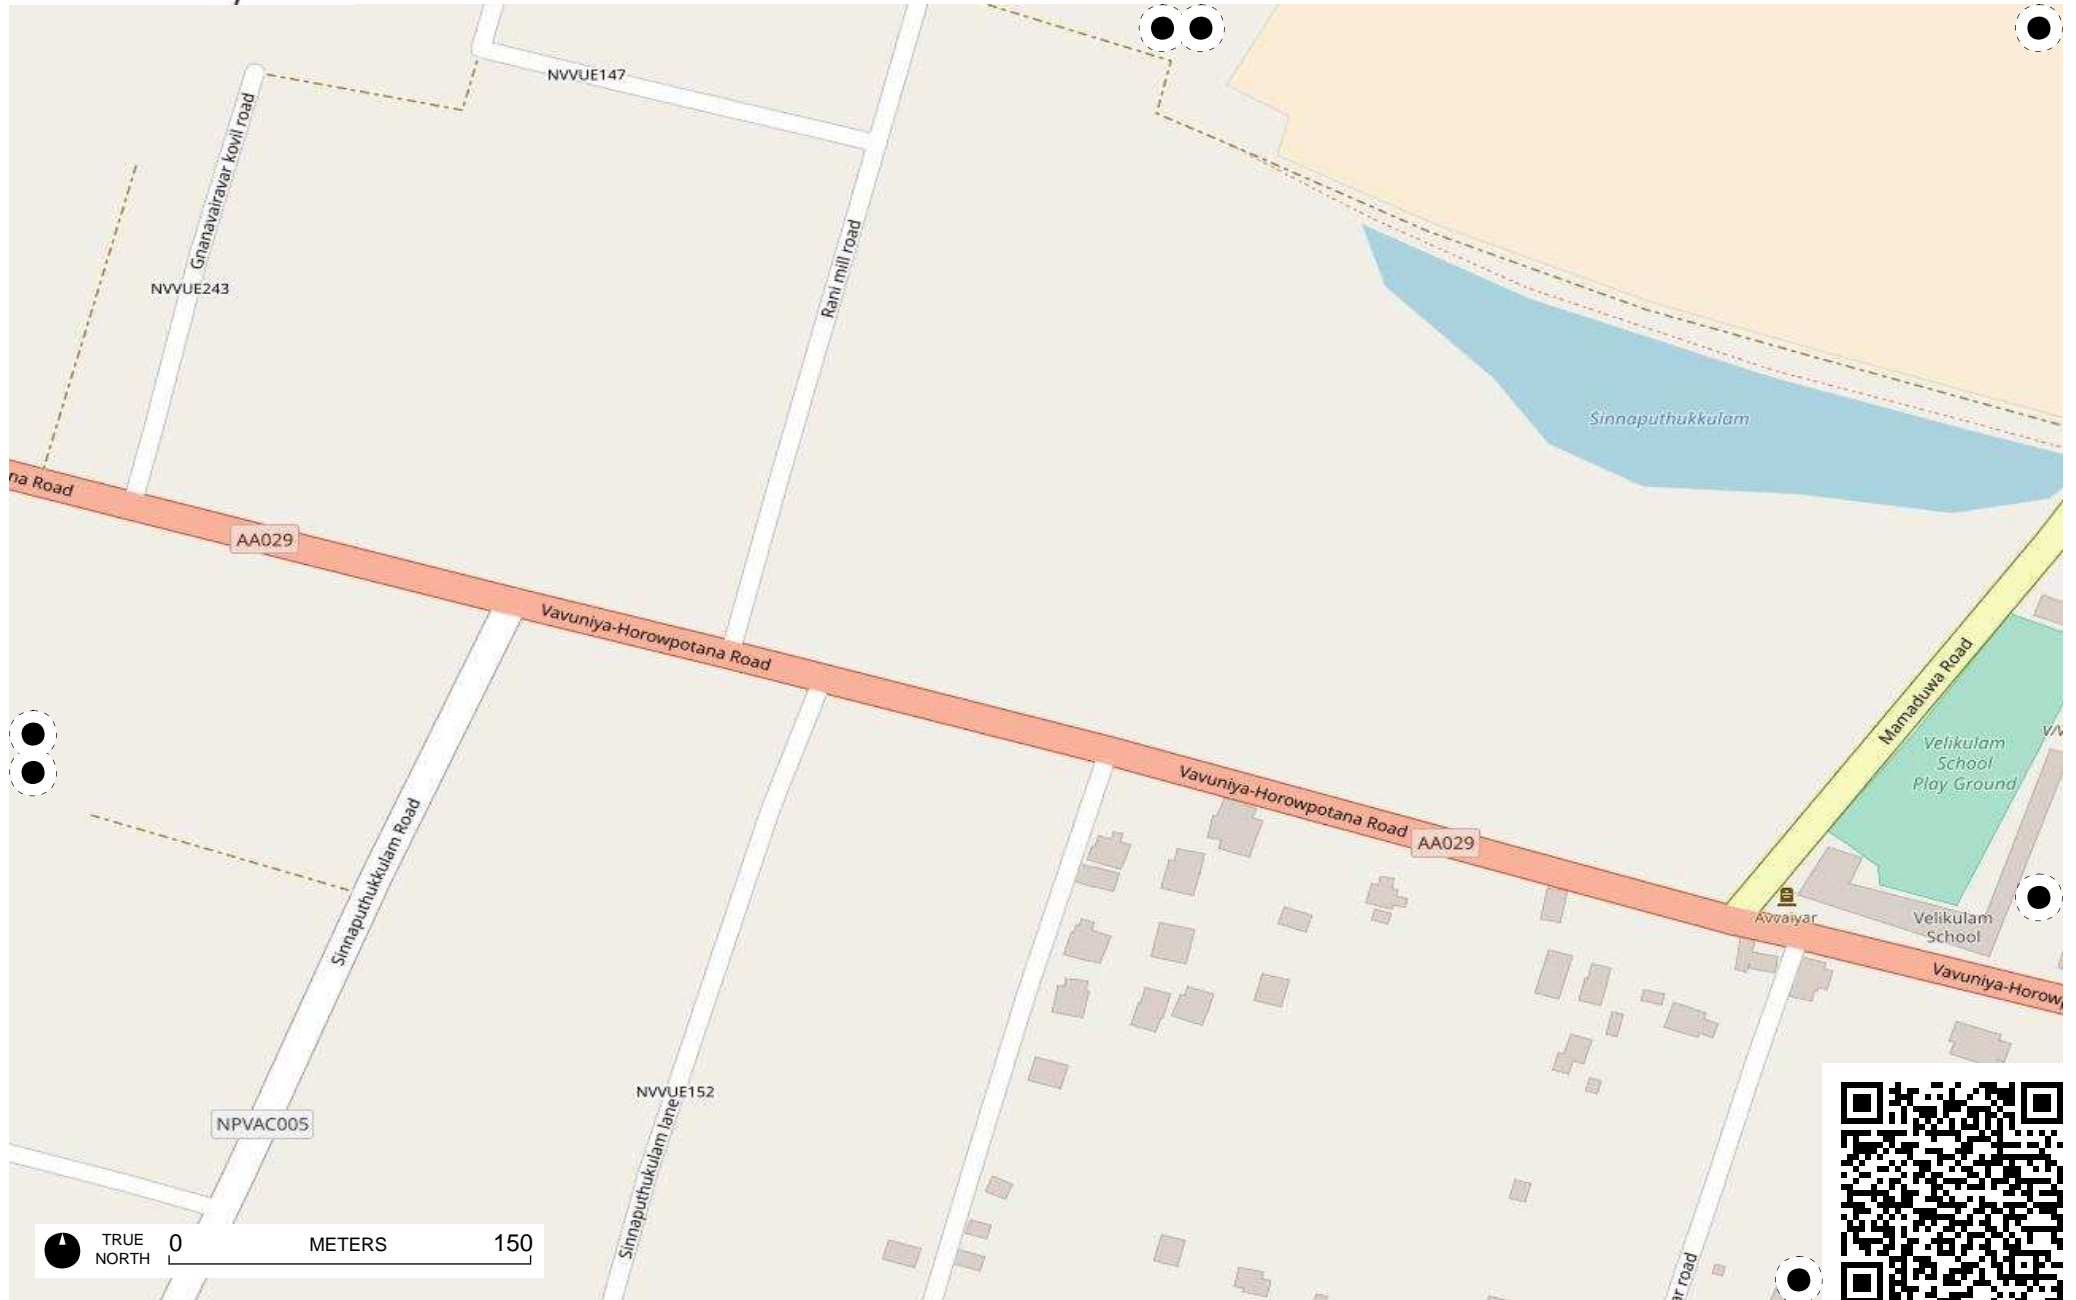 NVVUE147
Gnanavairavar kovil road
NVVUE243
Rani mill road
Sinnaputhukkulam
na Road
AA029
Vavuniya-Horowpotana Road
Mamaduwa Road
Velikulam
School
Play Ground
V/V
Vavuniya-Horowpotana Road
AA029
Sinnaputhukkulam Road
Avvaiyar
Velikulam
School
Vavuniya-Horowp
NVVUE152
Sinnaputhukulam lane
NPVAC005
TRUE
NORTH
0 METERS 150
ar road